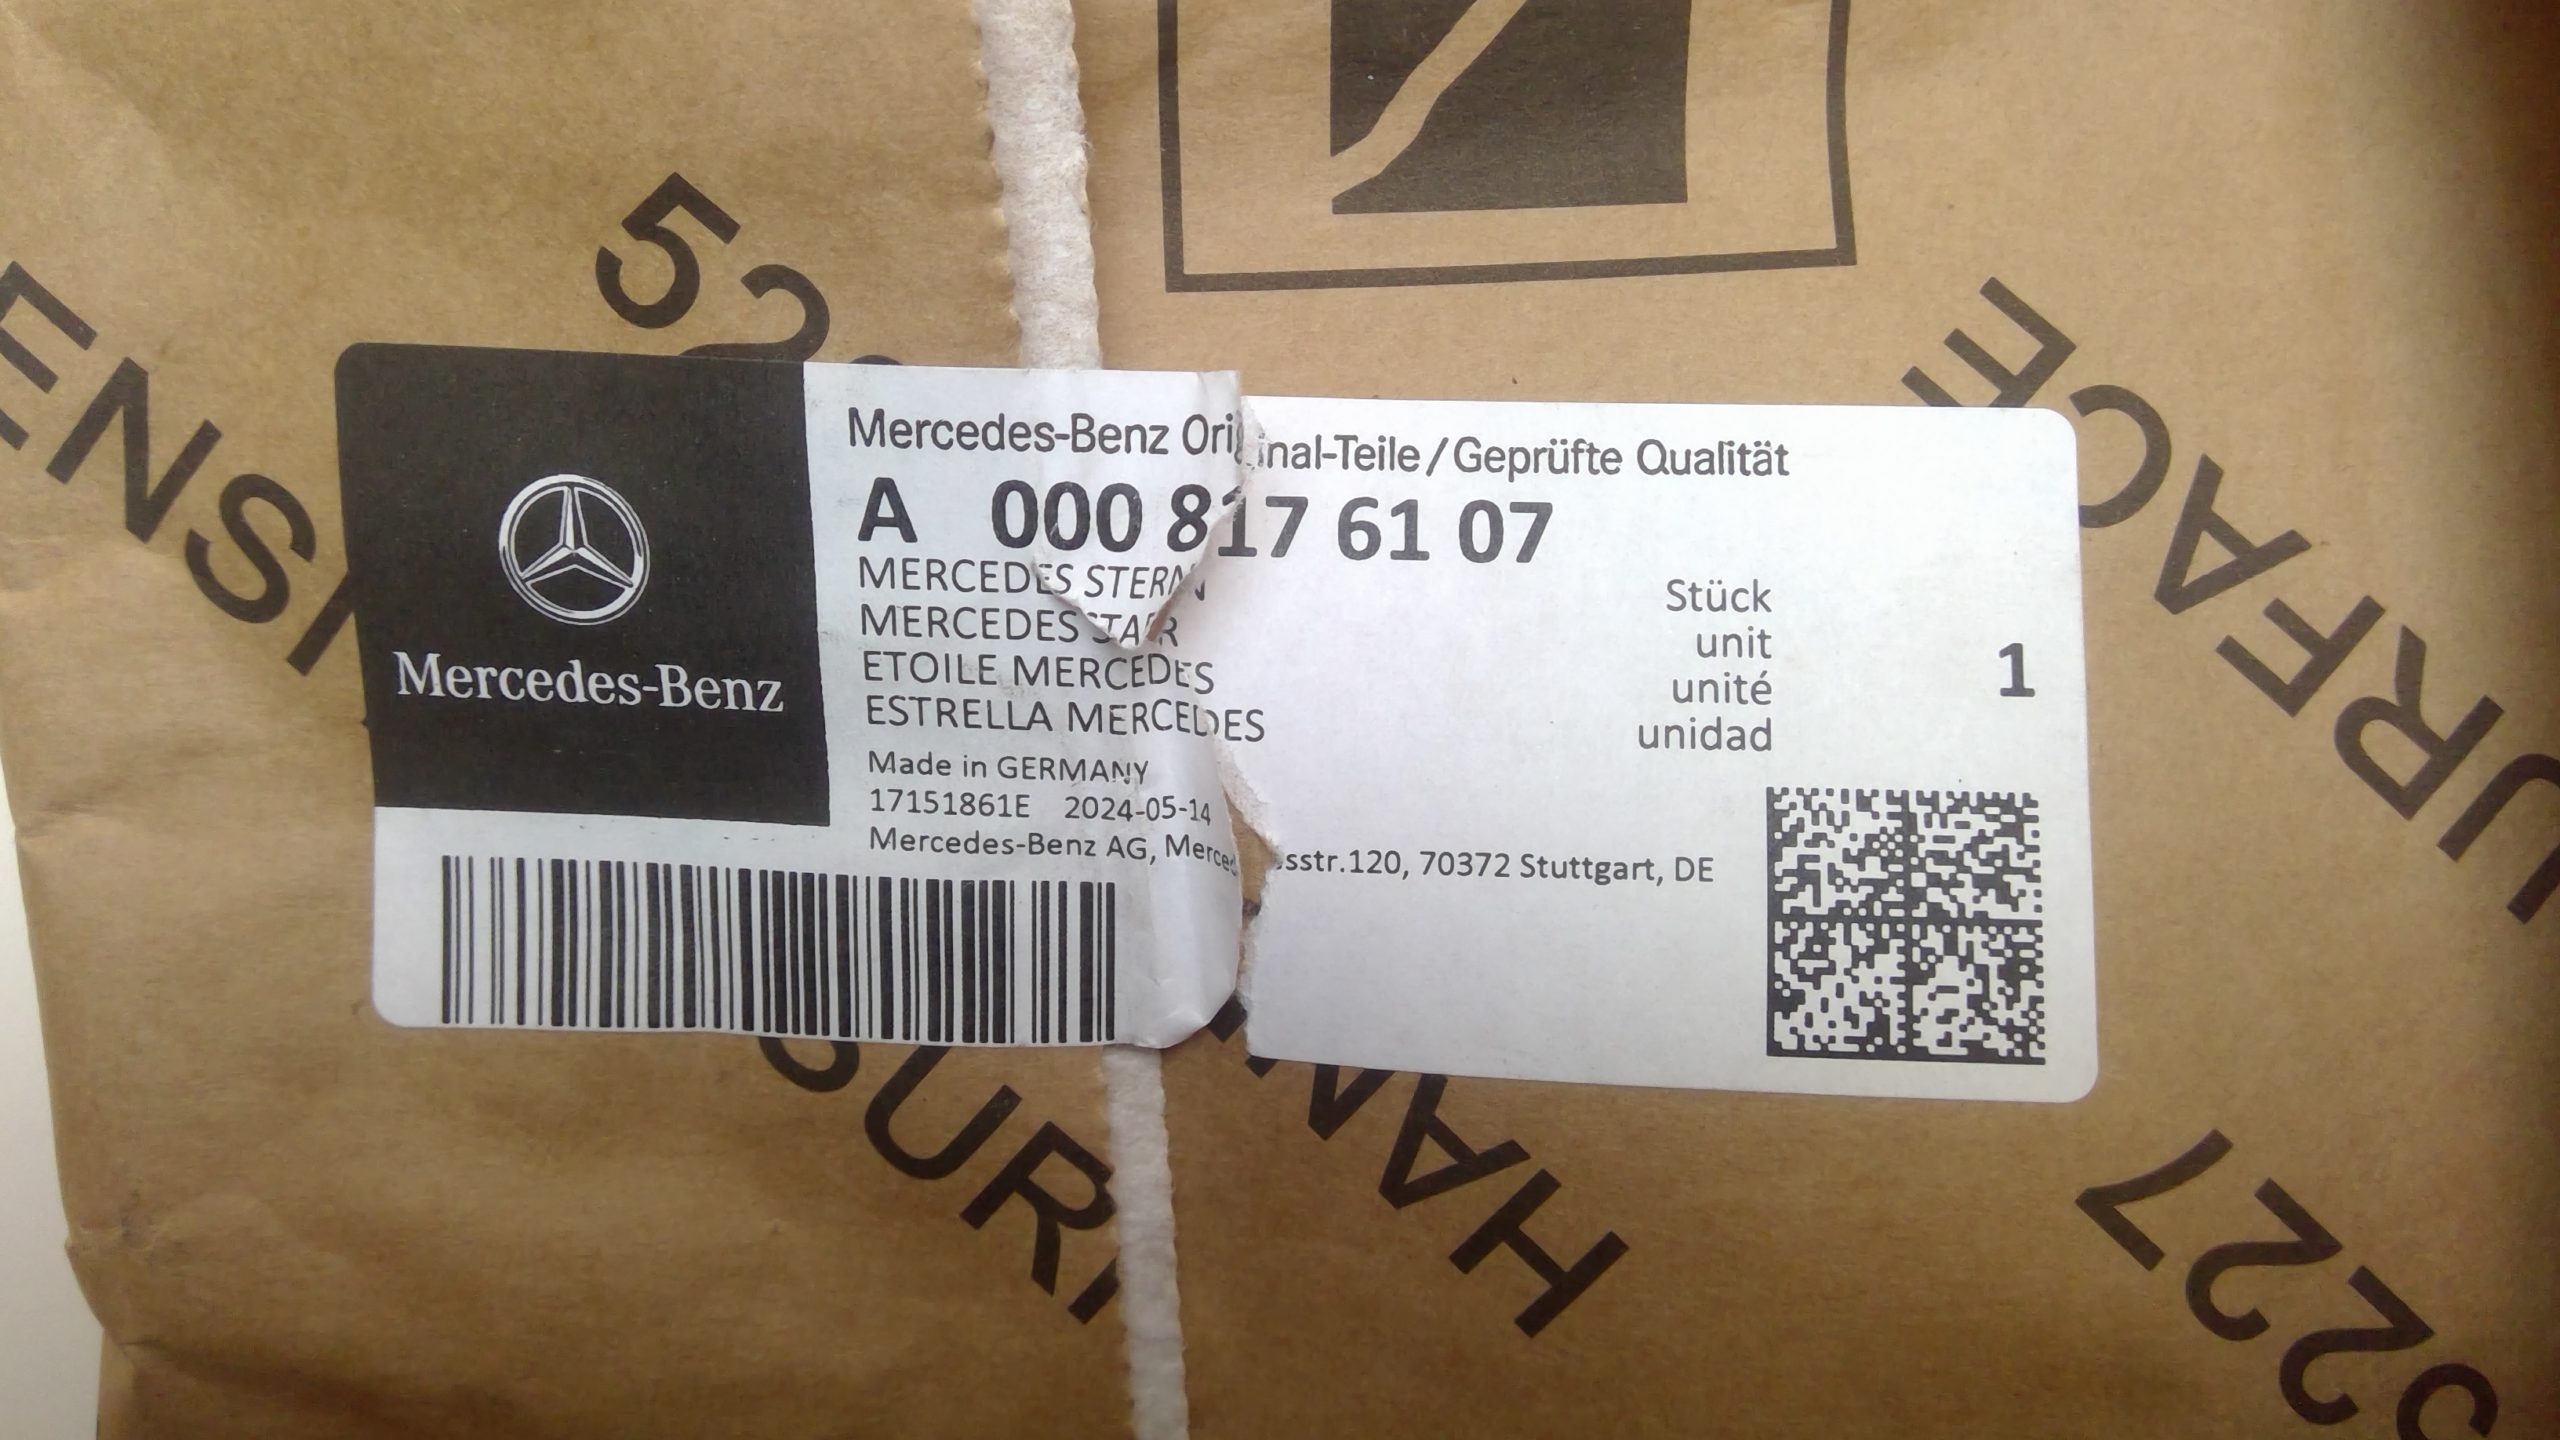 Mercedes-Benz
Mercedes-Benz Original-Teile/Geprüfte Qualität
A 000 817 61 07
MERCEDES STERN
MERCEDES STAR
ETOILE MERCEDES
ESTRELLA MERCEDES
Stück
unit
unité
unidad
1
Made in GERMANY
17151861E 2024-05-14
Mercedes-Benz AG, Mercedesstr.120, 70372 Stuttgart, DE